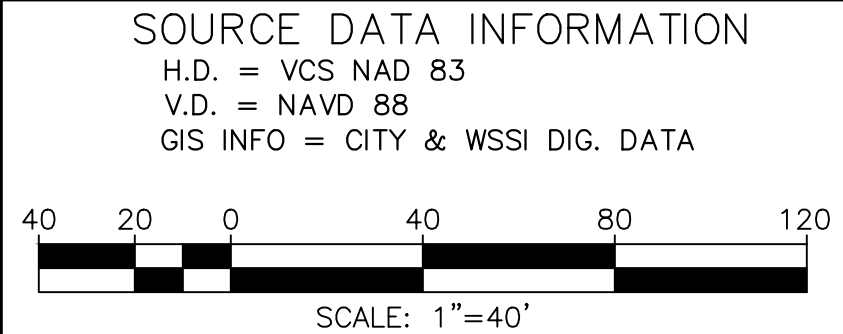 SOURCE DATA INFORMATION
H.D. = VCS NAD 83
V.D. = NAVD 88
GIS INFO = CITY & WSSI DIG. DATA
40 20 0 40 80 120
SCALE: 1"=40'